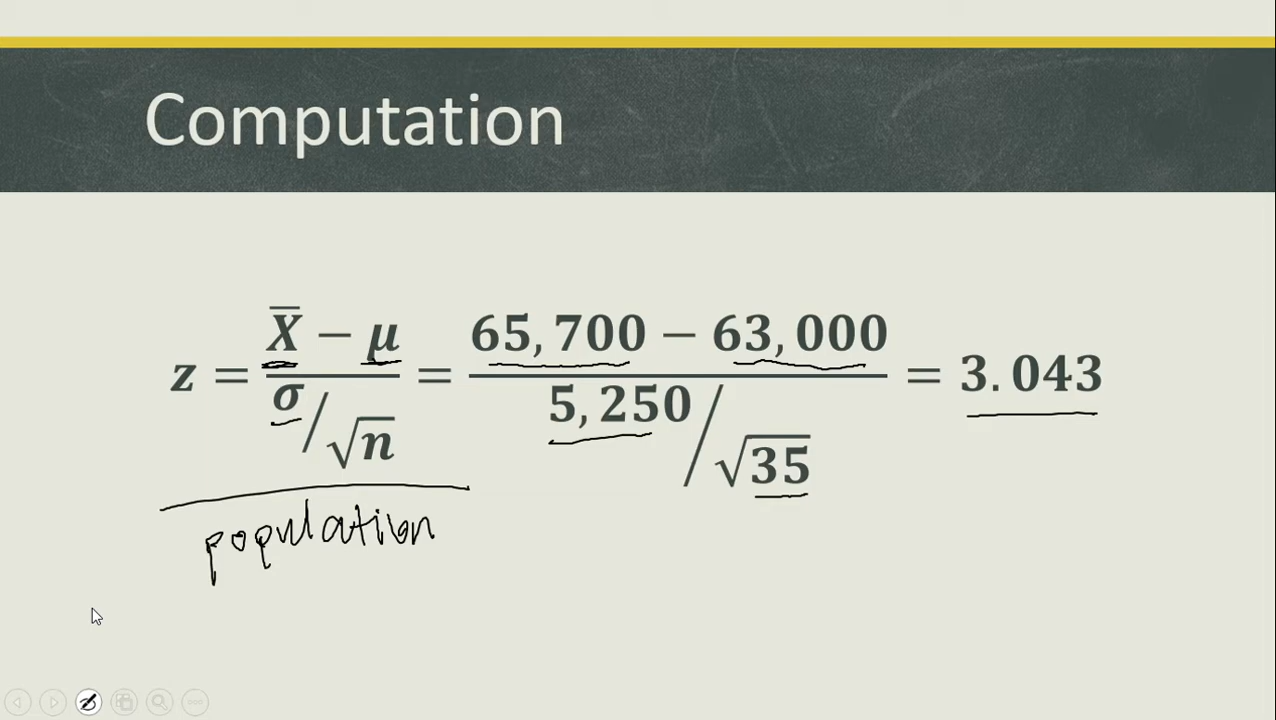 Computation
z = X̄ − μ / σ/√n = 65,700 − 63,000 / 5,250/√35 = 3.043
population